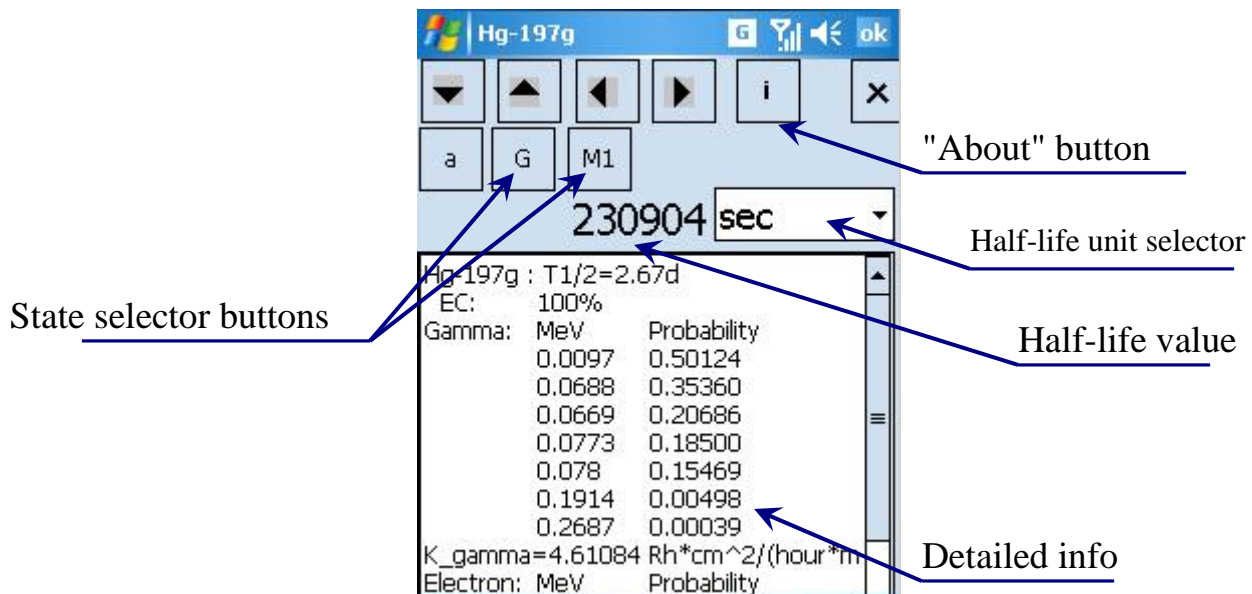 Hg-197g G ok
i
"About" button
a G M1
230904 sec
Half-life unit selector
Hg-197g : T1/2=2.67d
EC: 100%
State selector buttons
Gamma: MeV Probability
Half-life value
0.0097 0.50124
0.0688 0.35360
0.0669 0.20686
0.0773 0.18500
0.078 0.15469
0.1914 0.00498
0.2687 0.00039
K_gamma=4.61084 Rh*cm^2/(hour*m
Detailed info
Electron: MeV Probability